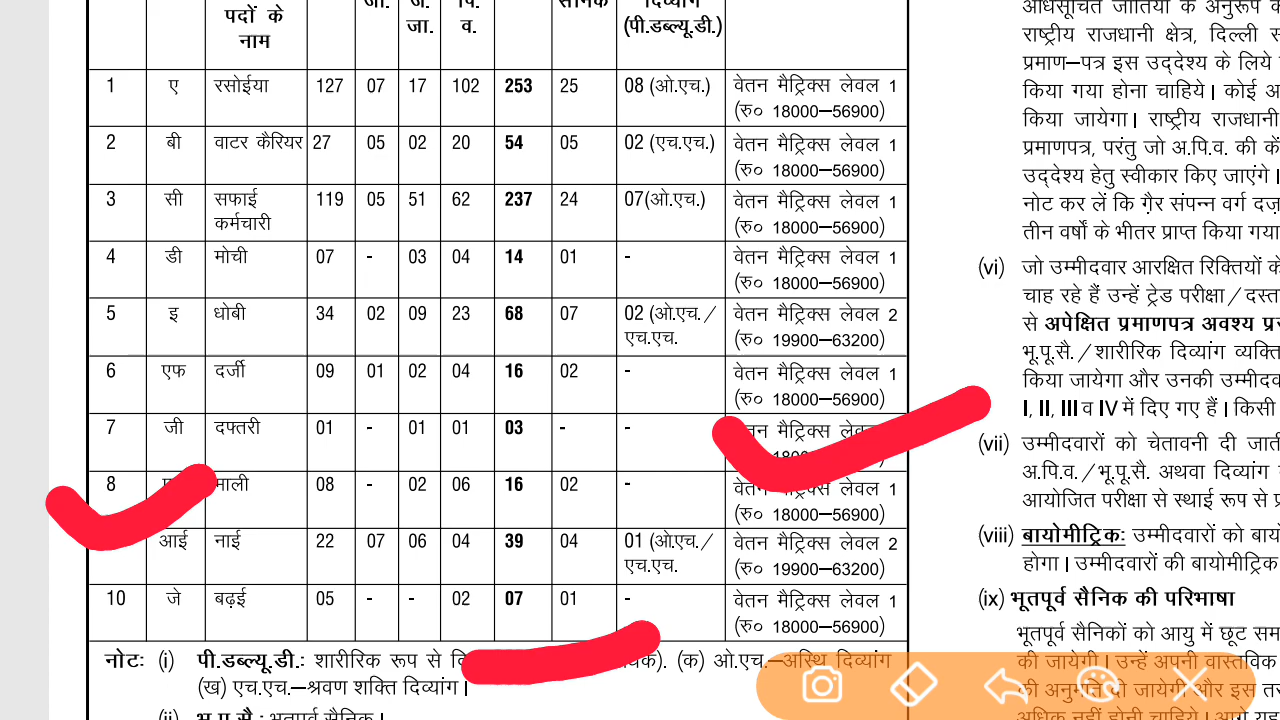 पदों के नाम
जा. (पी.डब्ल्यू.डी.)
1 ए रसोईया 127 07 17 102 253 25 08 (ओ.एच.) वेतन मैट्रिक्स लेवल 1
(रु० 18000–56900)
2 बी वाटर कैरियर 27 05 02 20 54 05 02 (एच.एच.) वेतन मैट्रिक्स लेवल 1
(रु० 18000–56900)
3 सी सफाई कर्मचारी 119 05 51 62 237 24 07(ओ.एच.) वेतन मैट्रिक्स लेवल 1
(रु० 18000–56900)
4 डी मोची 07 - 03 04 14 01 - वेतन मैट्रिक्स लेवल 1
(रु० 18000–56900)
5 इ धोबी 34 02 09 23 68 07 02 (ओ.एच./एच.एच. वेतन मैट्रिक्स लेवल 2
(रु० 19900–63200)
6 एफ दर्जी 09 01 02 04 16 02 - वेतन मैट्रिक्स लेवल 1
(रु० 18000–56900)
7 जी दफ्तरी 01 - 01 01 03 - - मैट्रिक्स
8 माली 08 - 02 06 16 02 - लेवल 1
(रु० 18000–56900)
आई नाई 22 07 06 04 39 04 01 (ओ.एच./एच.एच. वेतन मैट्रिक्स लेवल 2
(रु० 19900–63200)
10 जे बढ़ई 05 - - 02 07 01 - वेतन मैट्रिक्स लेवल 1
(रु० 18000–56900)
नोटः (i) पी.डब्ल्यू.डी.: शारीरिक रूप से (क) ओ.एच.–अस्थि दिव्यांग
(ख) एच.एच.–श्रवण शक्ति दिव्यांग।
राष्ट्रीय राजधानी क्षेत्र, दिल्ली
प्रमाण–पत्र इस उद्देश्य के लिये
किया गया होना चाहिये। कोई
किया जायेगा। राष्ट्रीय राजधानी
प्रमाणपत्र, परंतु जो अ.पि.व. की
उद्देश्य हेतु स्वीकार किए जाएंगे।
नोट कर लें कि ग़ैर संपन्न वर्ग
तीन वर्षों के भीतर प्राप्त किया गया
(vi) जो उम्मीदवार आरक्षित रिक्तियों
चाह रहे हैं उन्हें ट्रेड परीक्षा/
से अपेक्षित प्रमाणपत्र अवश्य
भू.पू.सै./शारीरिक दिव्यांग
किया जायेगा और उनकी
I, II, III व IV में दिए गए हैं। किसी
(vii) उम्मीदवारों को चेतावनी दी
अ.पि.व./भू.पू.सै. अथवा दिव्यांग
आयोजित परीक्षा से स्थाई रूप से
(viii) बायोमीट्रिक: उम्मीदवारों को
होगा। उम्मीदवारों की बायोमीट्रिक
(ix) भूतपूर्व सैनिक की परिभाषा
भूतपूर्व सैनिकों को आयु में छूट
की जायेगी। उन्हें अपनी वास्तविक
की अनुमति दी जायेगी और इस